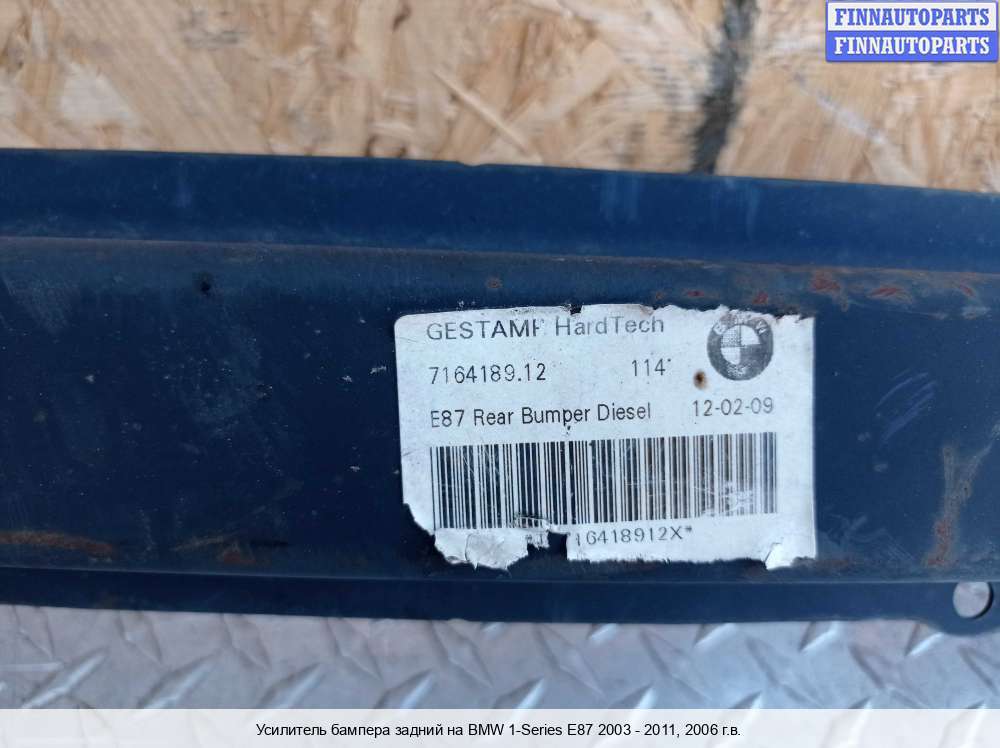 FINNAUTOPARTS
FINNAUTOPARTS
GESTAMP HardTech
7164189.12 114
E87 Rear Bumper Diesel 12-02-09
16418912X*
Усилитель бампера задний на BMW 1-Series E87 2003 - 2011, 2006 г.в.